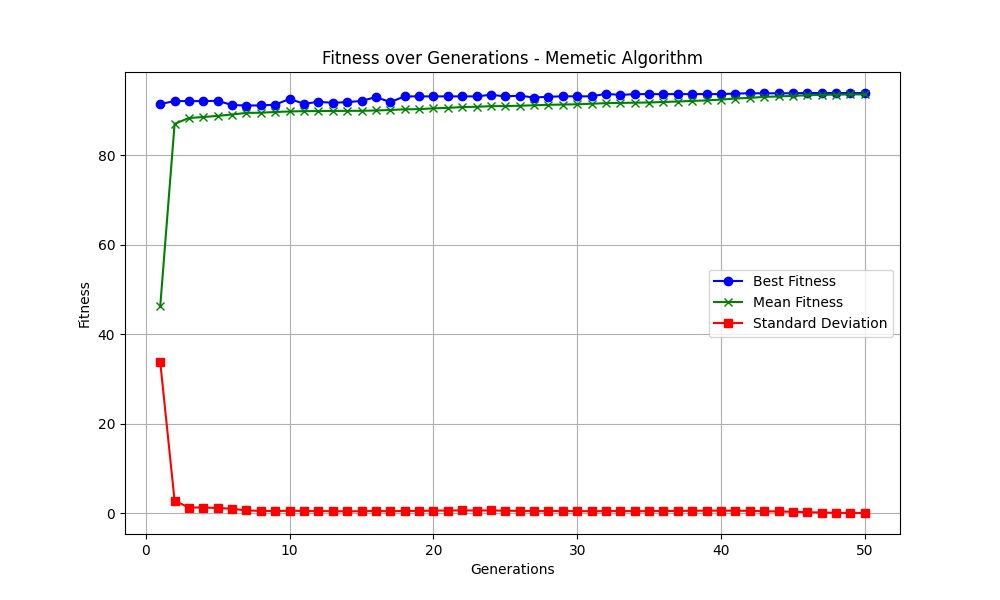 Fitness over Generations - Memetic Algorithm
Fitness
80
60
40
20
0
Best Fitness
Mean Fitness
Standard Deviation
0 10 20 30 40 50
Generations